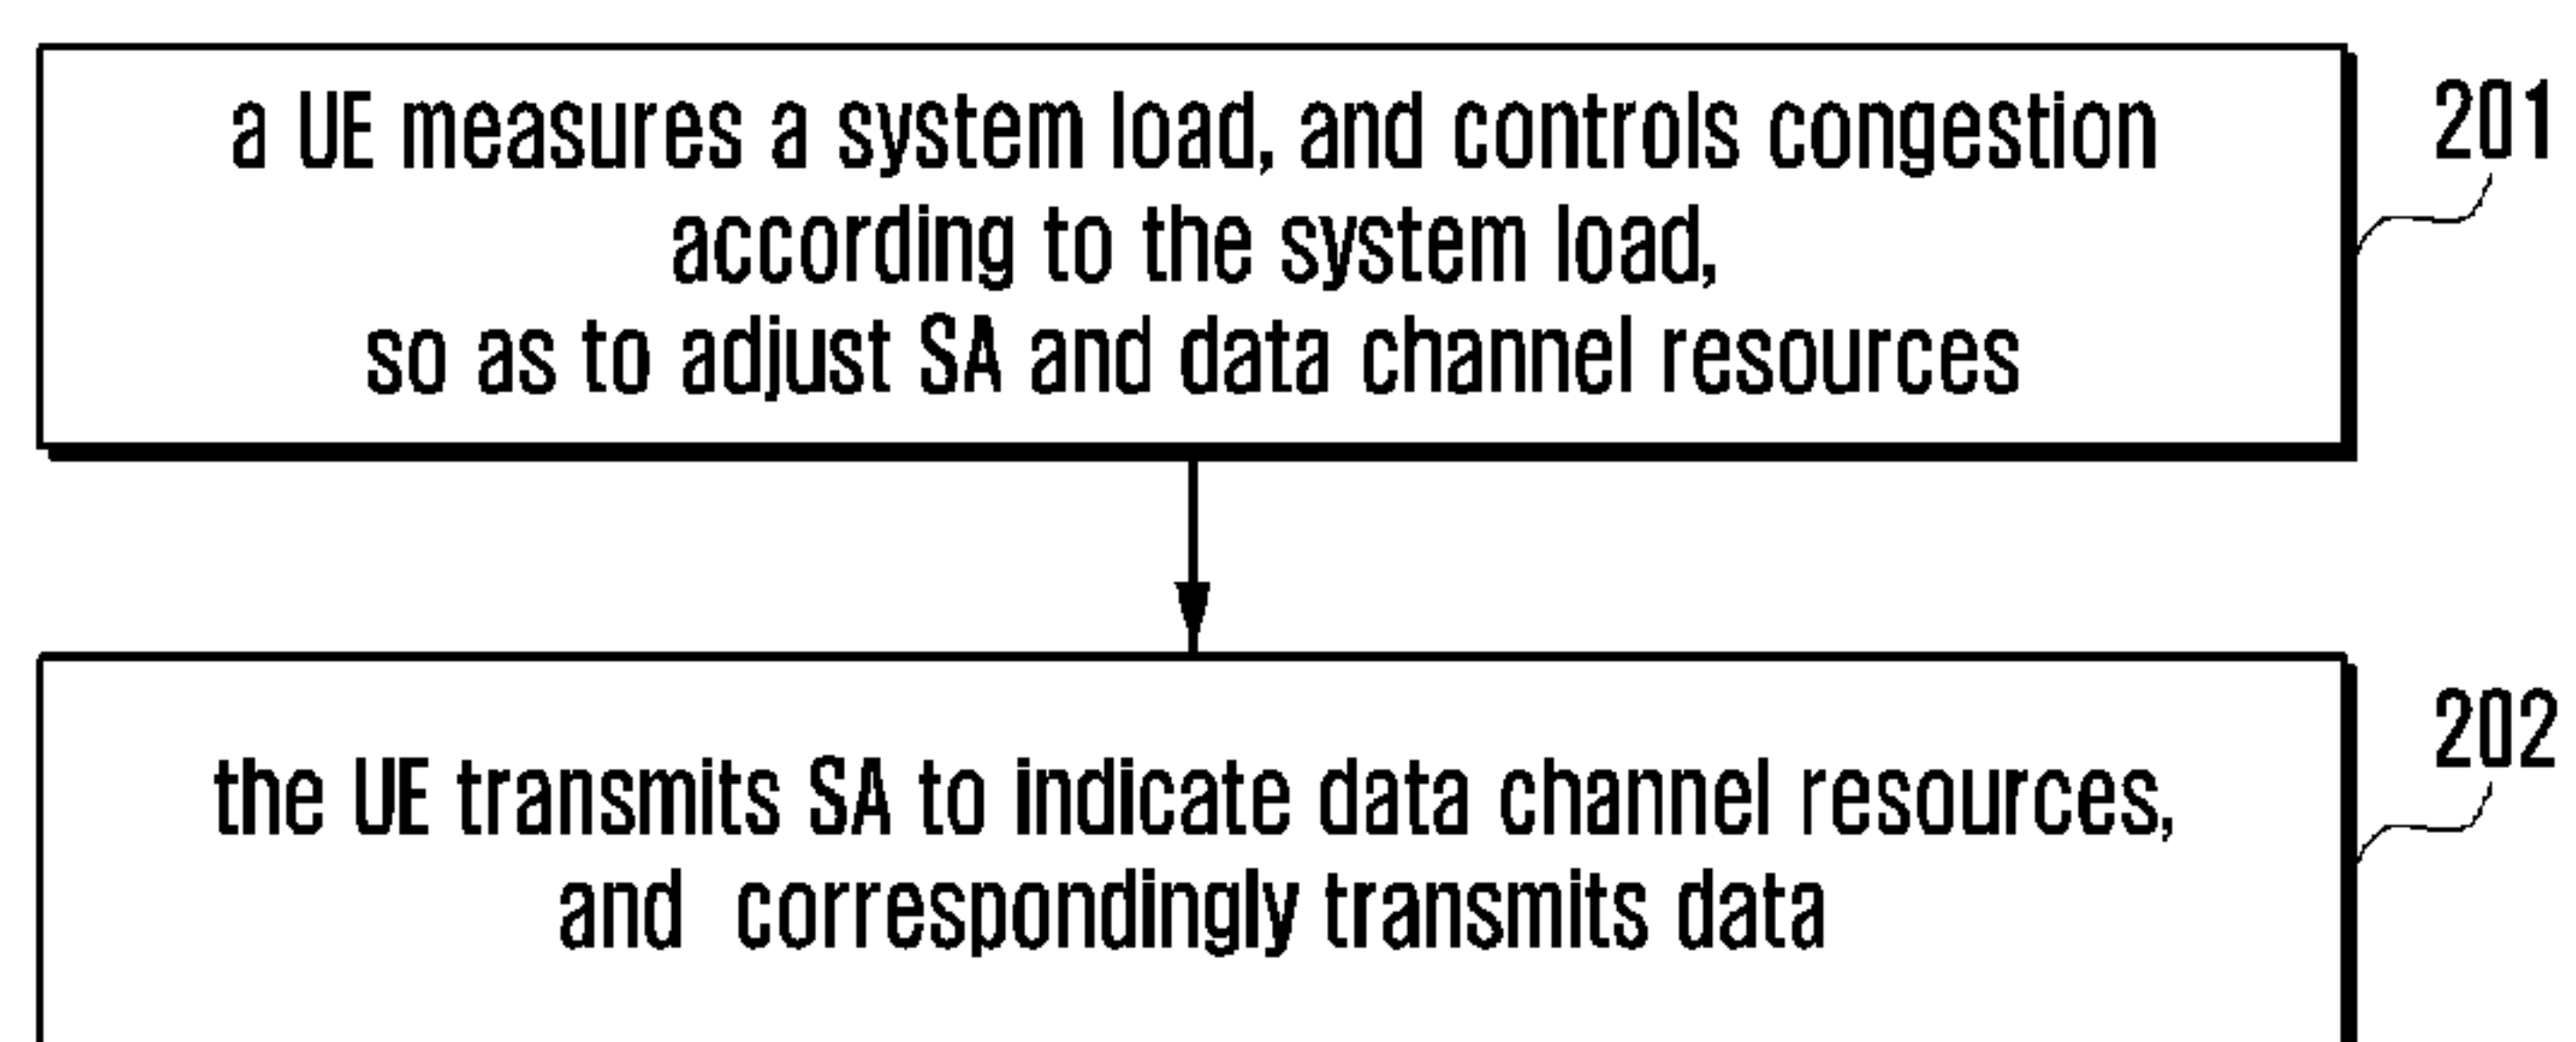 a UE measures a system load, and controls congestion
according to the system load,
so as to adjust SA and data channel resources
201
the UE transmits SA to indicate data channel resources,
and correspondingly transmits data
202